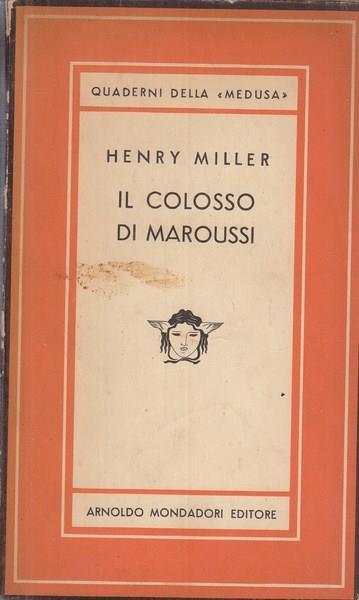 QUADERNI DELLA «MEDUSA»
HENRY MILLER
IL COLOSSO
DI MAROUSSI
ARNOLDO MONDADORI EDITORE